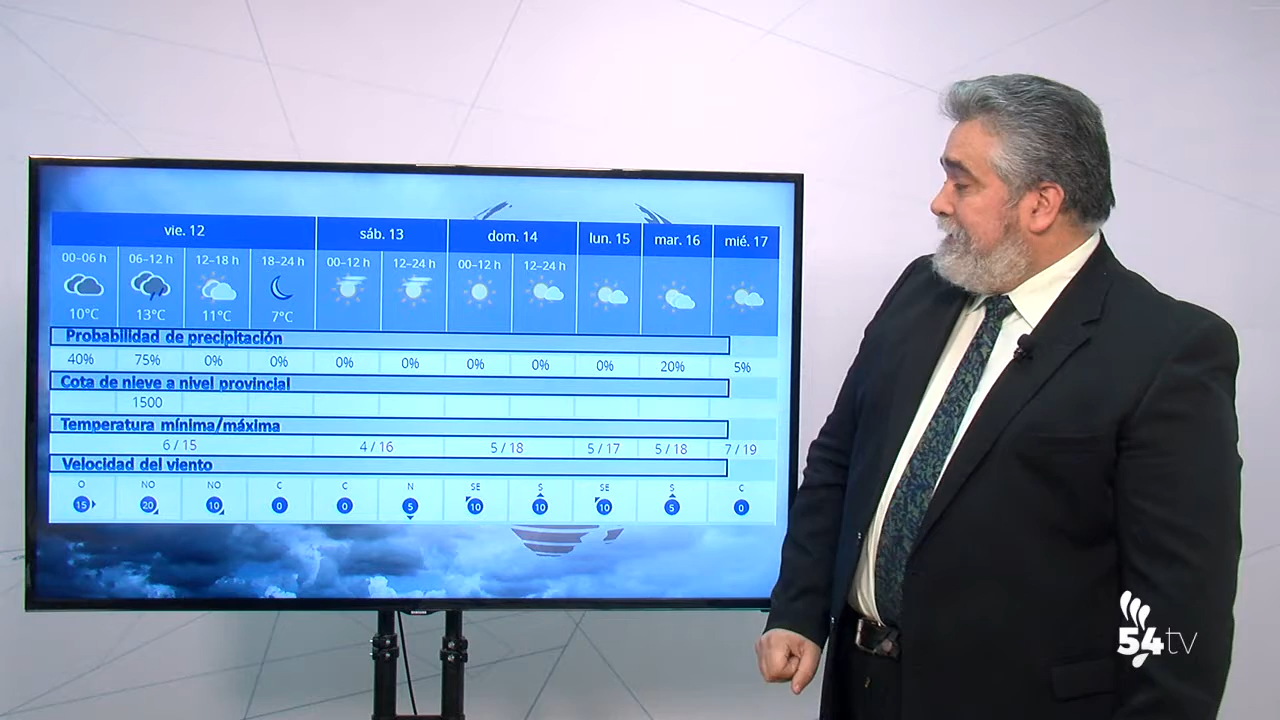 vie. 12 sáb. 13 dom. 14 lun. 15 mar. 16 mié. 17
00–06 h 06–12 h 12–18 h 18–24 h 00–12 h 12–24 h 00–12 h 12–24 h
10°C 13°C 11°C 7°C
Probabilidad de precipitación
40% 75% 0% 0% 0% 0% 0% 0% 0% 20% 5%
Cota de nieve a nivel provincial
1500
Temperatura mínima/máxima
6 / 15 4 / 16 5 / 18 5 / 17 5 / 18 7 / 19
Velocidad del viento
O NO NO C C N SE S SE S C
15 20 10 0 0 5 10 10 10 5 0
54tv